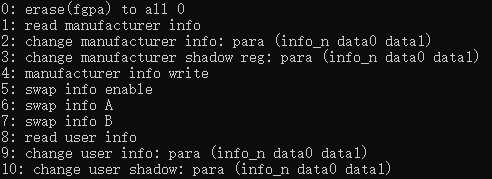 0: erase(fgpa) to all 0
1: read manufacturer info
2: change manufacturer info: para (info_n data0 data1)
3: change manufacturer shadow reg: para (info_n data0 data1)
4: manufacturer info write
5: swap info enable
6: swap info A
7: swap info B
8: read user info
9: change user info: para (info_n data0 data1)
10: change user shadow: para (info_n data0 data1)